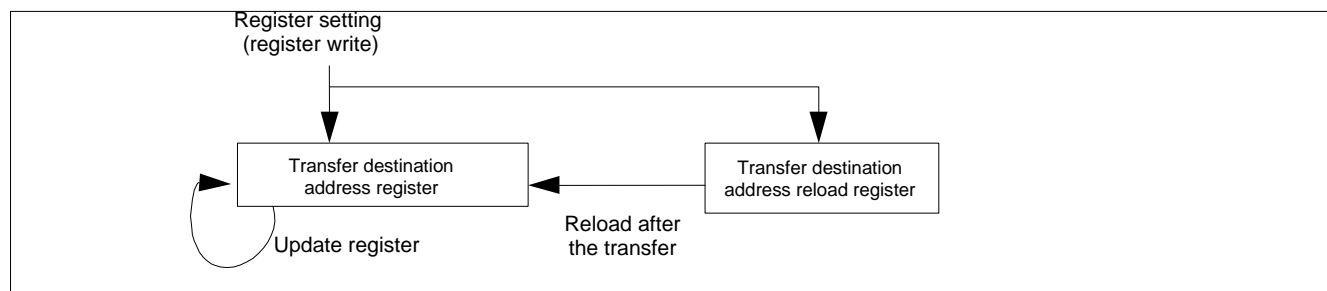 Register setting
(register write)
Transfer destination
address register
Transfer destination
address reload register
Reload after
the transfer
Update register